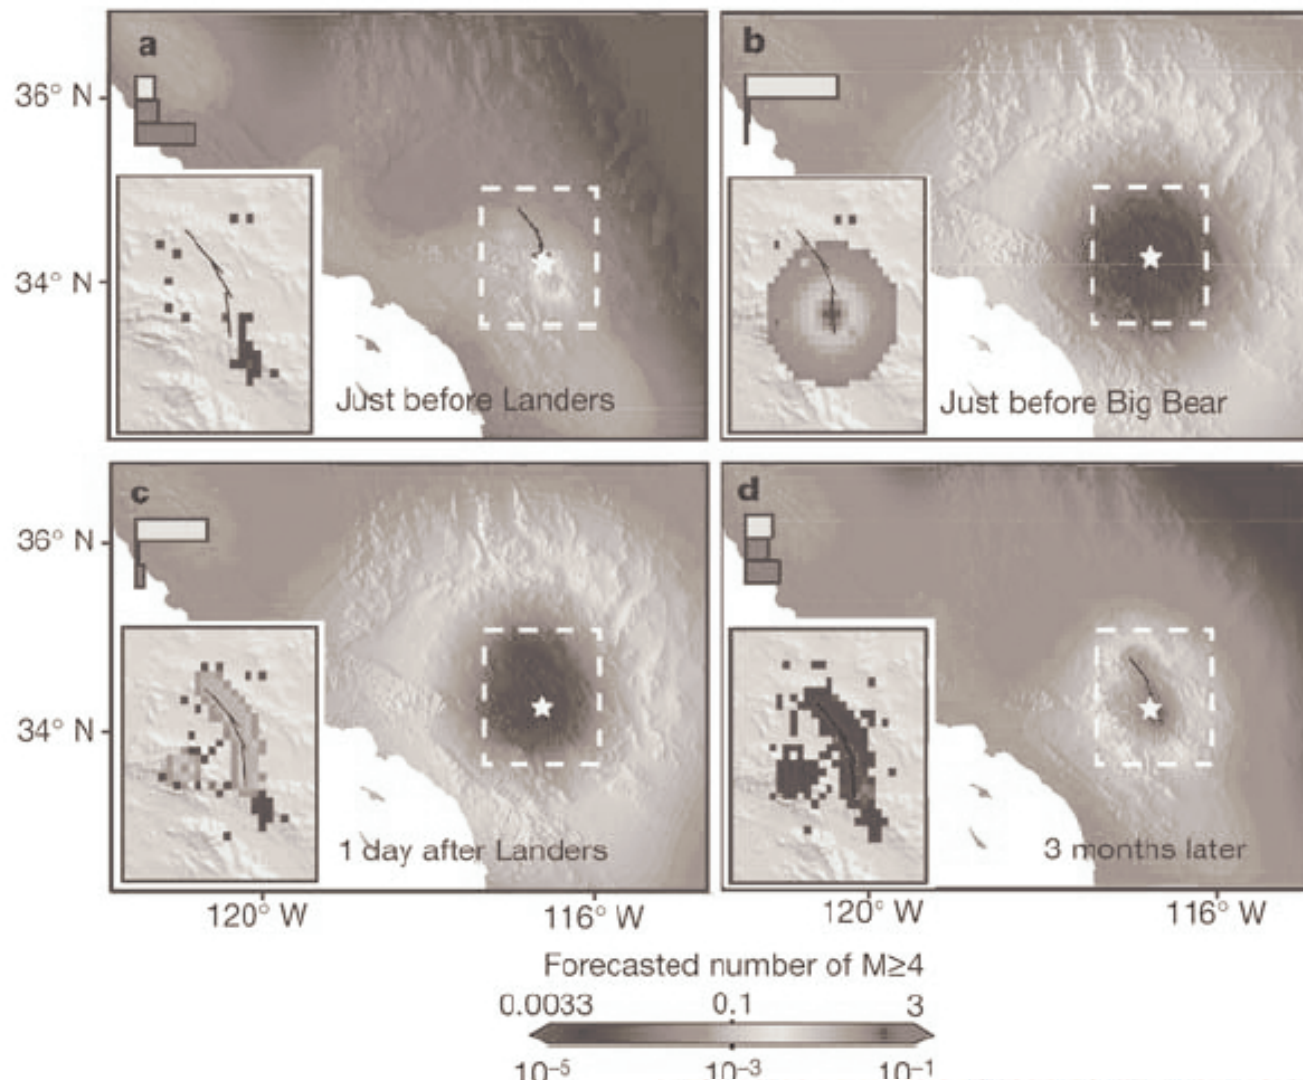 a
b
36° N
34° N
Just before Landers
Just before Big Bear
c
d
36° N
34° N
1 day after Landers
3 months later
120° W
116° W
120° W
116° W
Forecasted number of M≥4
0.0033 0.1 3
10⁻⁵ 10⁻³ 10⁻¹